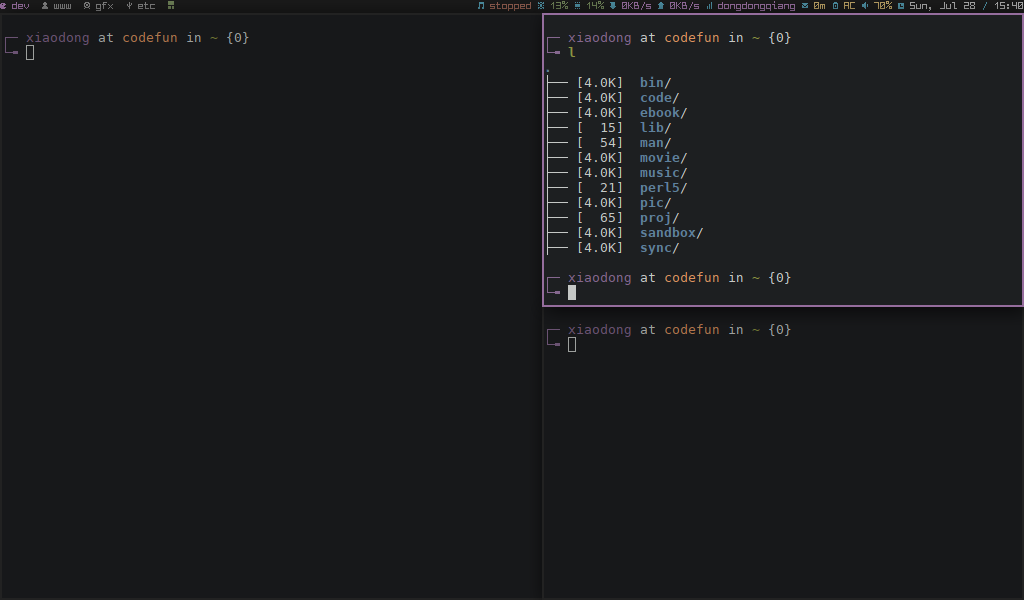 dev www gfx etc stopped 13% 14% 0KB/s 0KB/s dongdongqiang 0m AC 70% Sun, Jul 28 / 15:40
xiaodong at codefun in ~ {0}
xiaodong at codefun in ~ {0}
l
.
├── [4.0K]  bin/
├── [4.0K]  code/
├── [4.0K]  ebook/
├── [  15]  lib/
├── [  54]  man/
├── [4.0K]  movie/
├── [4.0K]  music/
├── [  21]  perl5/
├── [4.0K]  pic/
├── [  65]  proj/
├── [4.0K]  sandbox/
├── [4.0K]  sync/
xiaodong at codefun in ~ {0}
xiaodong at codefun in ~ {0}